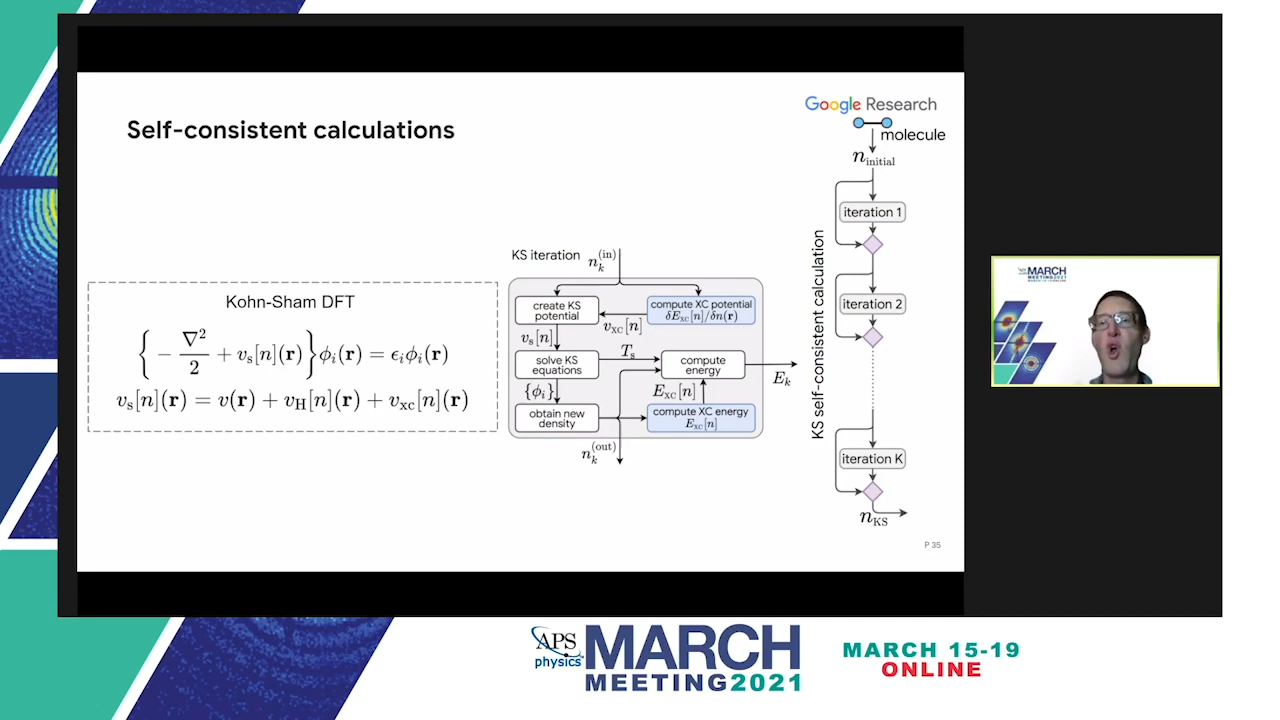 Self-consistent calculations
Google Research
molecule
n_initial
iteration 1
iteration 2
iteration K
n_KS
KS self-consistent calculation
Kohn-Sham DFT
{ − ∇²/2 + v_s[n](r) } ϕ_i(r) = ϵ_i ϕ_i(r)
v_s[n](r) = v(r) + v_H[n](r) + v_xc[n](r)
KS iteration
n_k^(in)
create KS
potential
compute XC potential
δE_xc[n]/δn(r)
v_xc[n]
v_s[n]
solve KS
equations
T_s
compute
energy
E_k
{ϕ_i}
E_xc[n]
obtain new
density
compute XC energy
E_xc[n]
n_k^(out)
P 35
APS MARCH
MEETING2021
APS
physics
MARCH
MEETING2021
MARCH 15-19
ONLINE